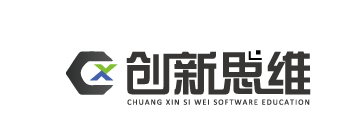 创新思维
CHUANG XIN SI WEI SOFTWARE EDUCATION